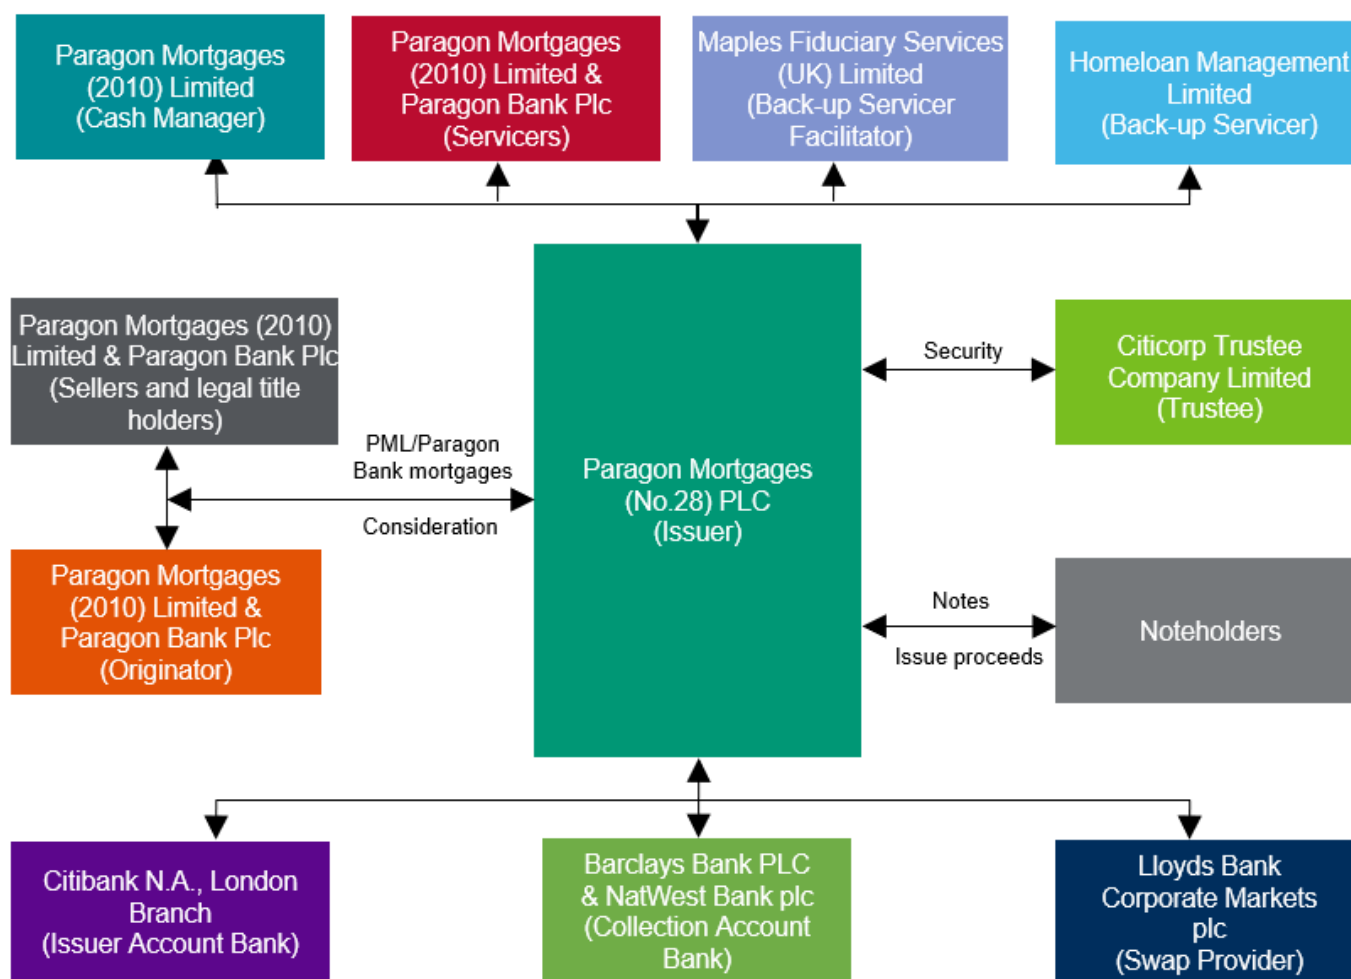 Paragon Mortgages
(2010) Limited
(Cash Manager)
Paragon Mortgages
(2010) Limited &
Paragon Bank Plc
(Servicers)
Maples Fiduciary Services
(UK) Limited
(Back-up Servicer
Facilitator)
Homeloan Management
Limited
(Back-up Servicer)
Paragon Mortgages (2010)
Limited & Paragon Bank Plc
(Sellers and legal title
holders)
PML/Paragon
Bank mortgages
Consideration
Paragon Mortgages
(2010) Limited &
Paragon Bank Plc
(Originator)
Paragon Mortgages
(No.28) PLC
(Issuer)
Security
Citicorp Trustee
Company Limited
(Trustee)
Notes
Issue proceeds
Noteholders
Citibank N.A., London
Branch
(Issuer Account Bank)
Barclays Bank PLC
& NatWest Bank plc
(Collection Account
Bank)
Lloyds Bank
Corporate Markets
plc
(Swap Provider)